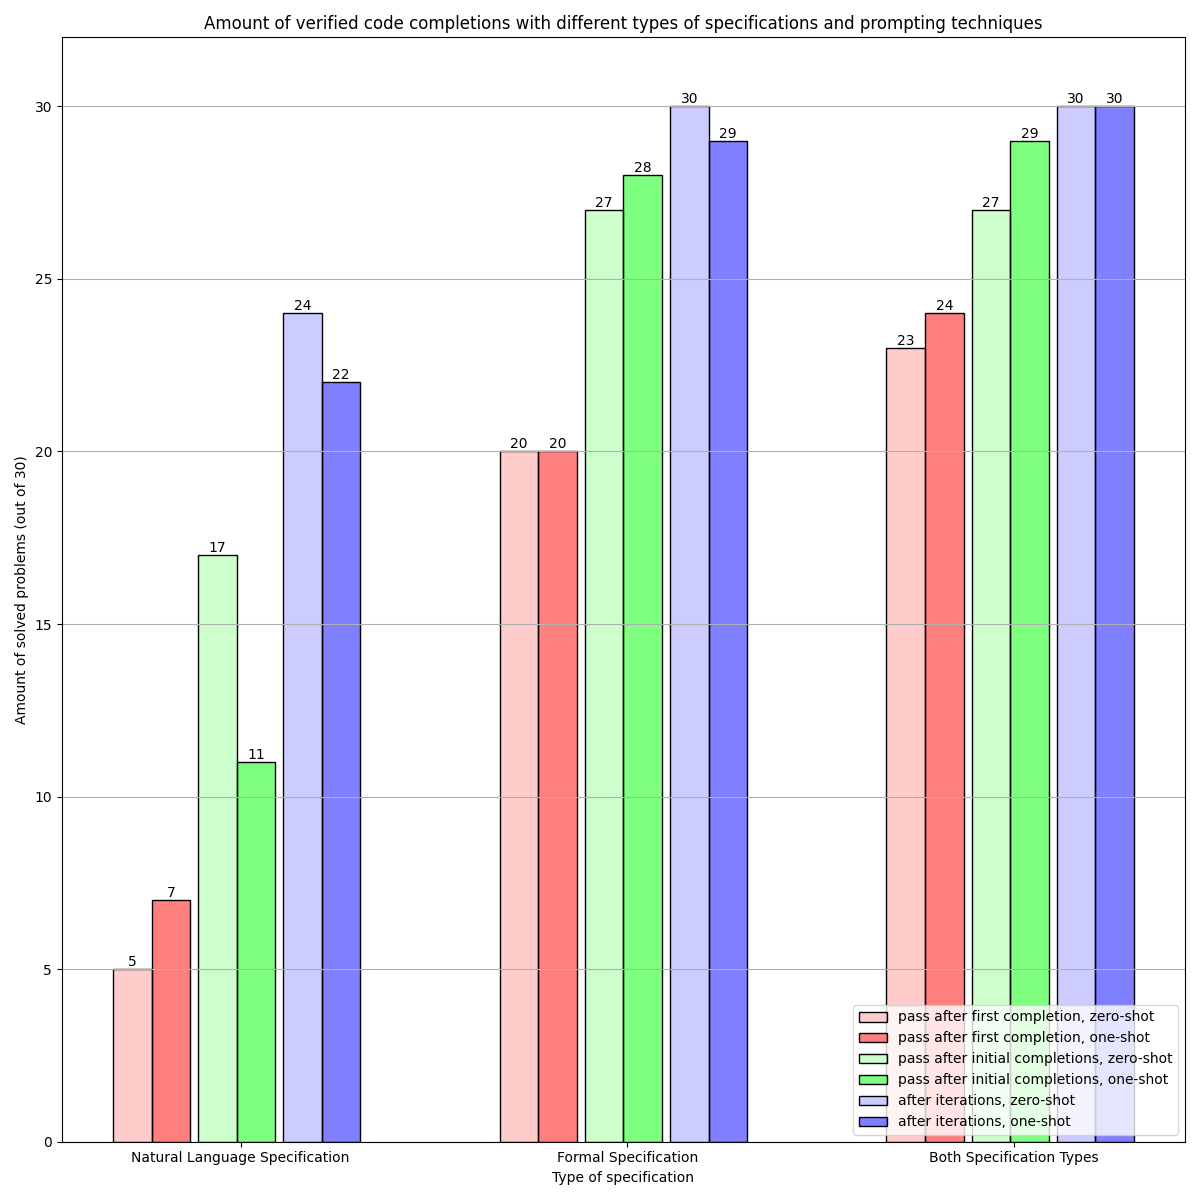 Amount of verified code completions with different types of specifications and prompting techniques
Amount of solved problems (out of 30)
30
25
20
15
10
5
0
5
7
17
11
24
22
20
20
27
28
30
29
23
24
27
29
30
30
pass after first completion, zero-shot
pass after first completion, one-shot
pass after initial completions, zero-shot
pass after initial completions, one-shot
after iterations, zero-shot
after iterations, one-shot
Natural Language Specification
Formal Specification
Both Specification Types
Type of specification